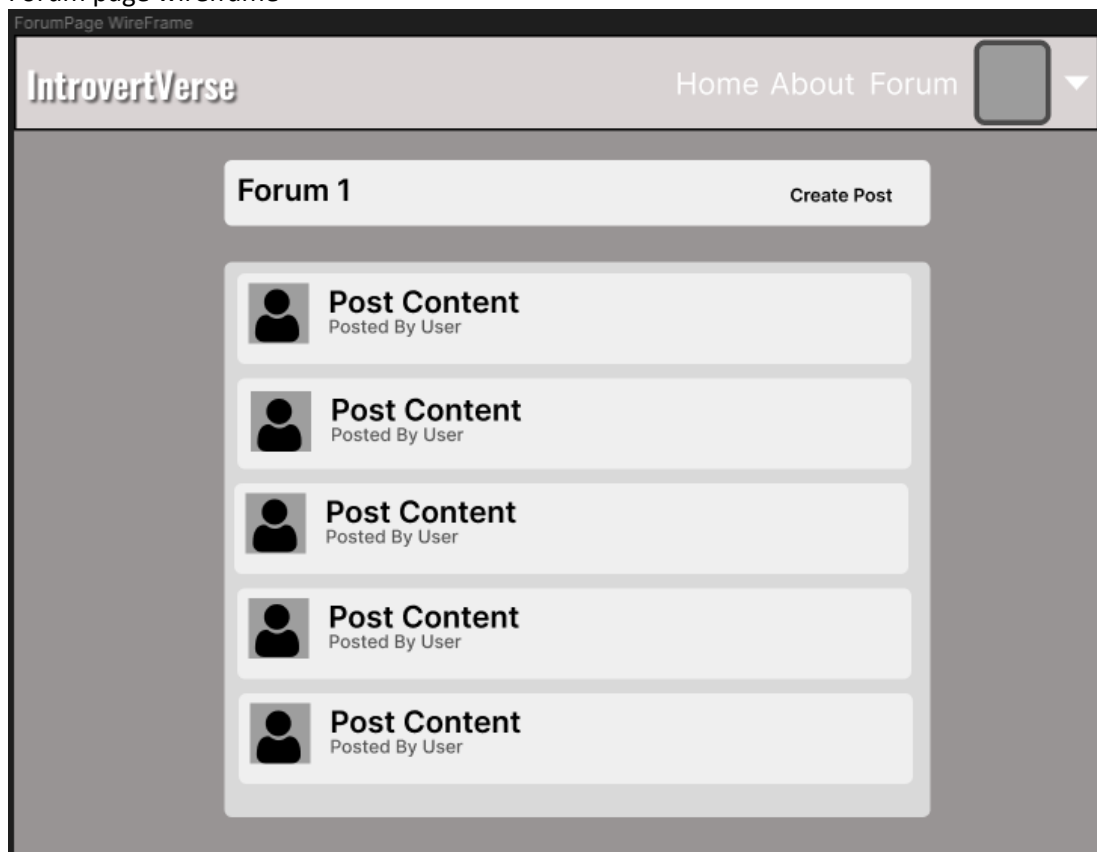 Forum page wireframe
ForumPage WireFrame
IntrovertVerse
Home About Forum
Forum 1
Create Post
Post Content
Posted By User
Post Content
Posted By User
Post Content
Posted By User
Post Content
Posted By User
Post Content
Posted By User